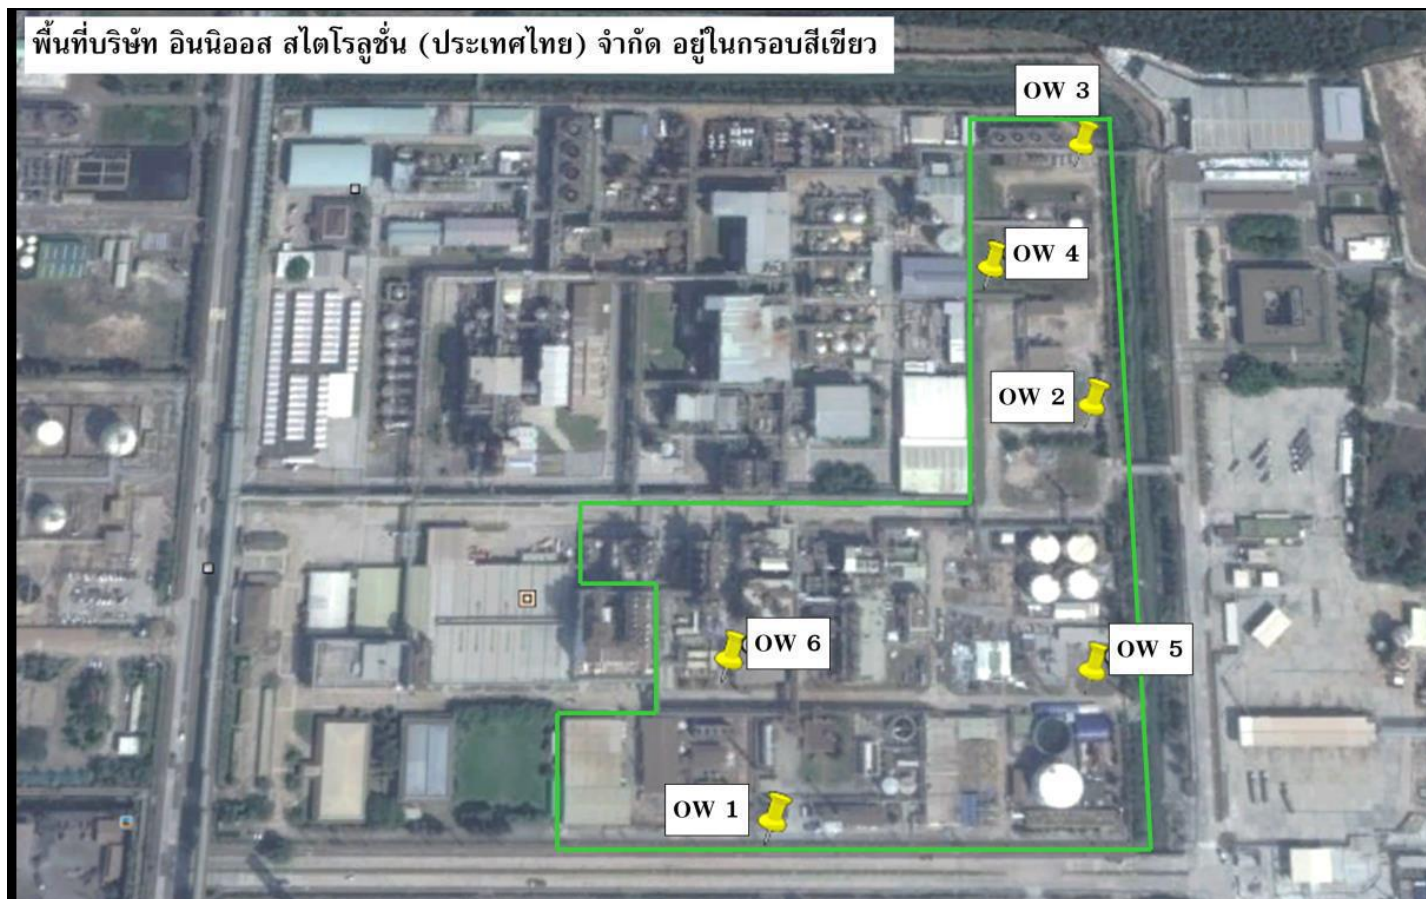 พื้นที่บริษัท อินนิออส สไตโรลูชั่น (ประเทศไทย) จำกัด อยู่ในกรอบสีเขียว
OW 3
OW 4
OW 2
OW 6
OW 5
OW 1